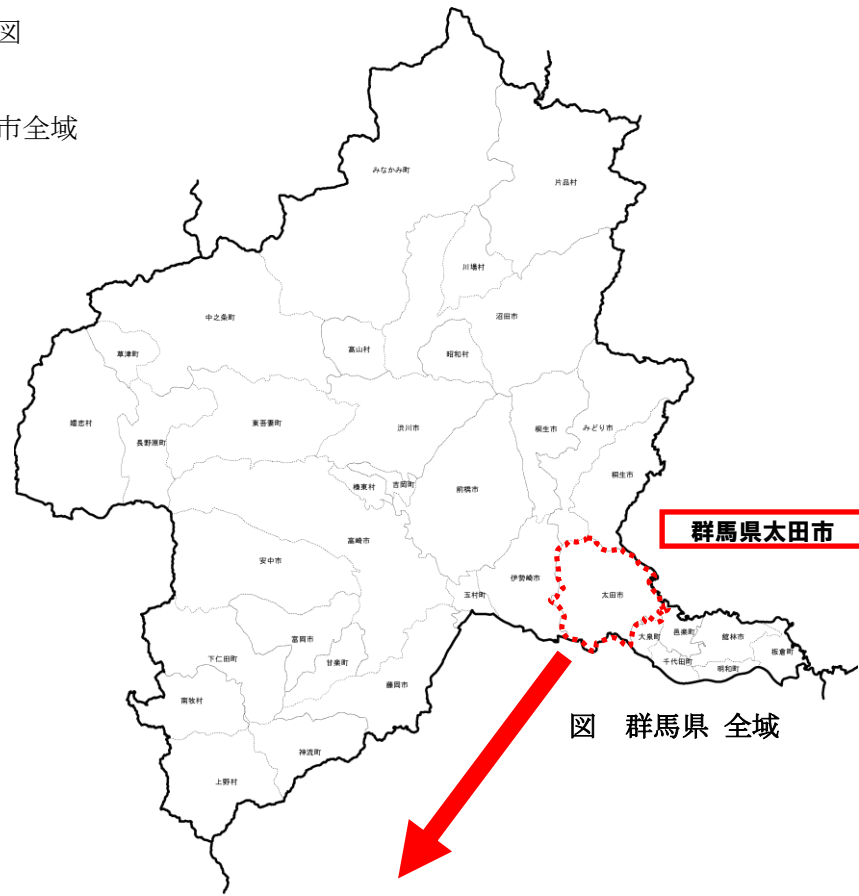 図
市全域
みなかみ町
片品村
川場村
中之条町
沼田市
高山村
昭和村
草津町
嬬恋村
東吾妻町
渋川市
桐生市
みどり市
長野原町
桐生市
榛東村
吉岡町
前橋市
群馬県太田市
高崎市
安中市
伊勢崎市
玉村町
太田市
富岡市
大泉町
邑楽町
館林市
板倉町
下仁田町
甘楽町
千代田町
明和町
藤岡市
南牧村
図 群馬県 全域
神流町
上野村